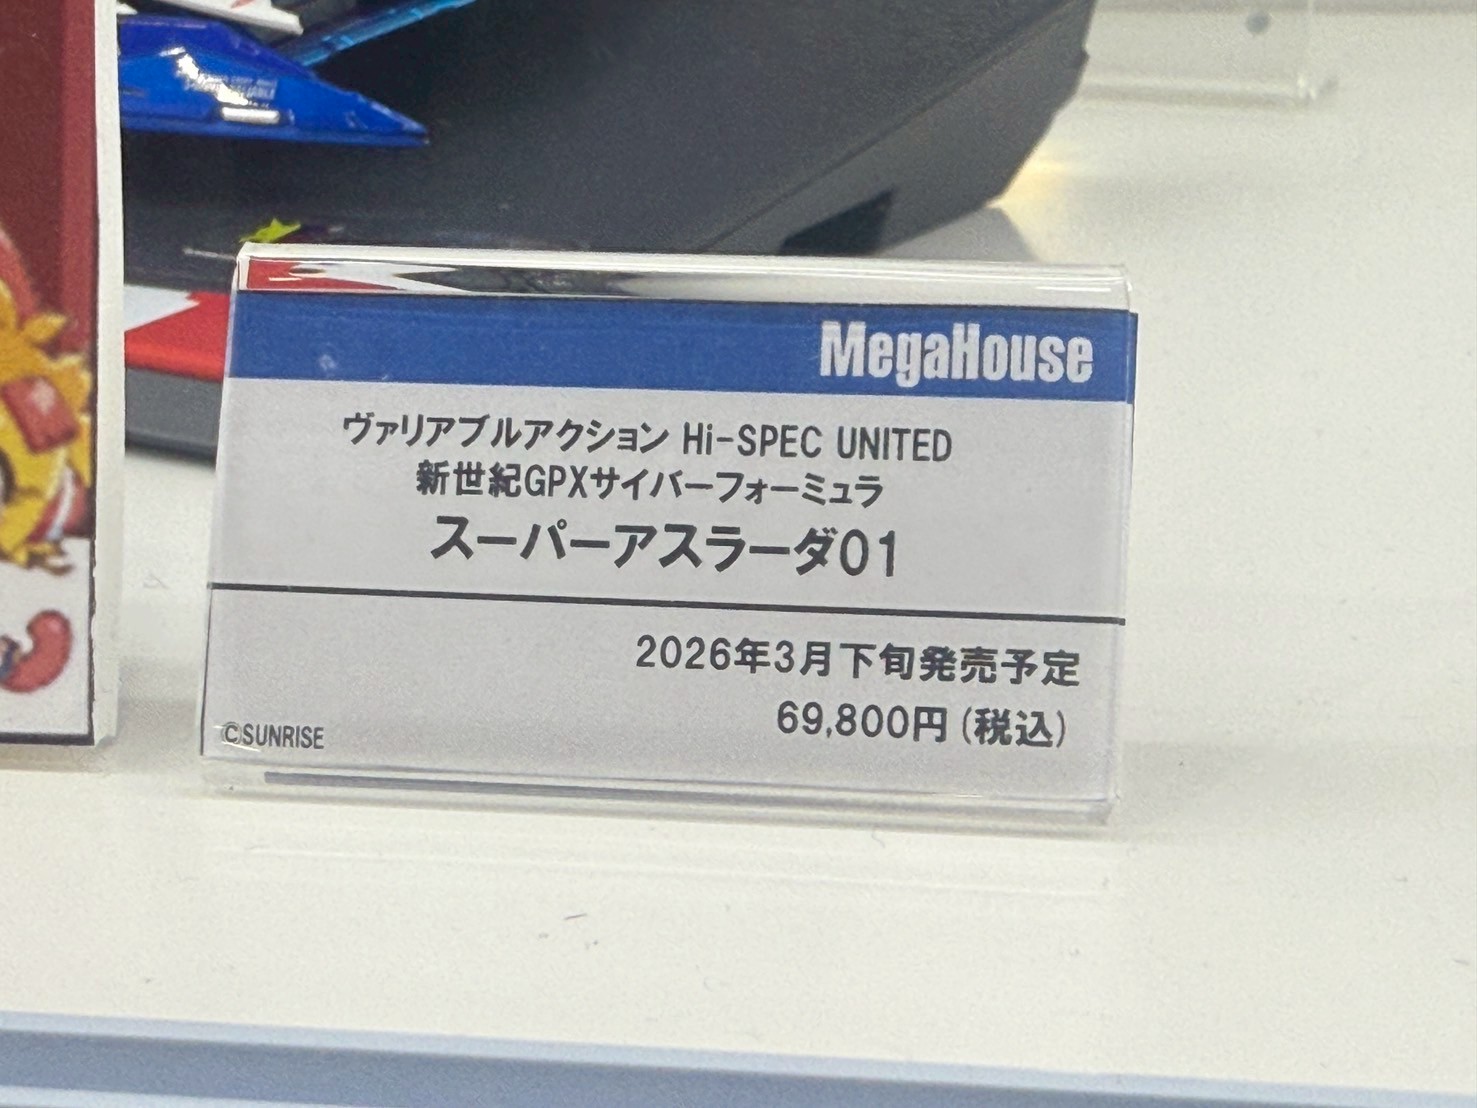 MegaHouse
ヴァリアブルアクション Hi-SPEC UNITED
新世紀GPXサイバーフォーミュラ
スーパーアスラーダ01
2026年3月下旬発売予定
69,800円(税込)
©SUNRISE